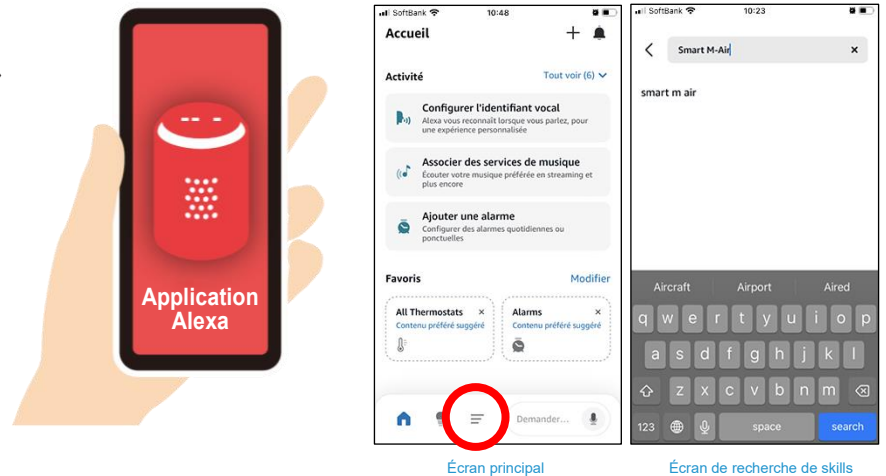 Application
Alexa
SoftBank 10:48
Accueil
Activité Tout voir (6)
Configurer l'identifiant vocal
Alexa vous reconnaît lorsque vous parlez, pour
une expérience personnalisée
Associer des services de musique
Écouter votre musique préférée en streaming et
plus encore
Ajouter une alarme
Configurer des alarmes quotidiennes ou
ponctuelles
Favoris Modifier
All Thermostats × Alarms ×
Contenu préféré suggéré Contenu préféré suggéré
Demander...
Écran principal
SoftBank 10:23
Smart M-Air ×
smart m air
Aircraft Airport Aired
q w e r t y u i o p
a s d f g h j k l
z x c v b n m
123 space search
Écran de recherche de skills